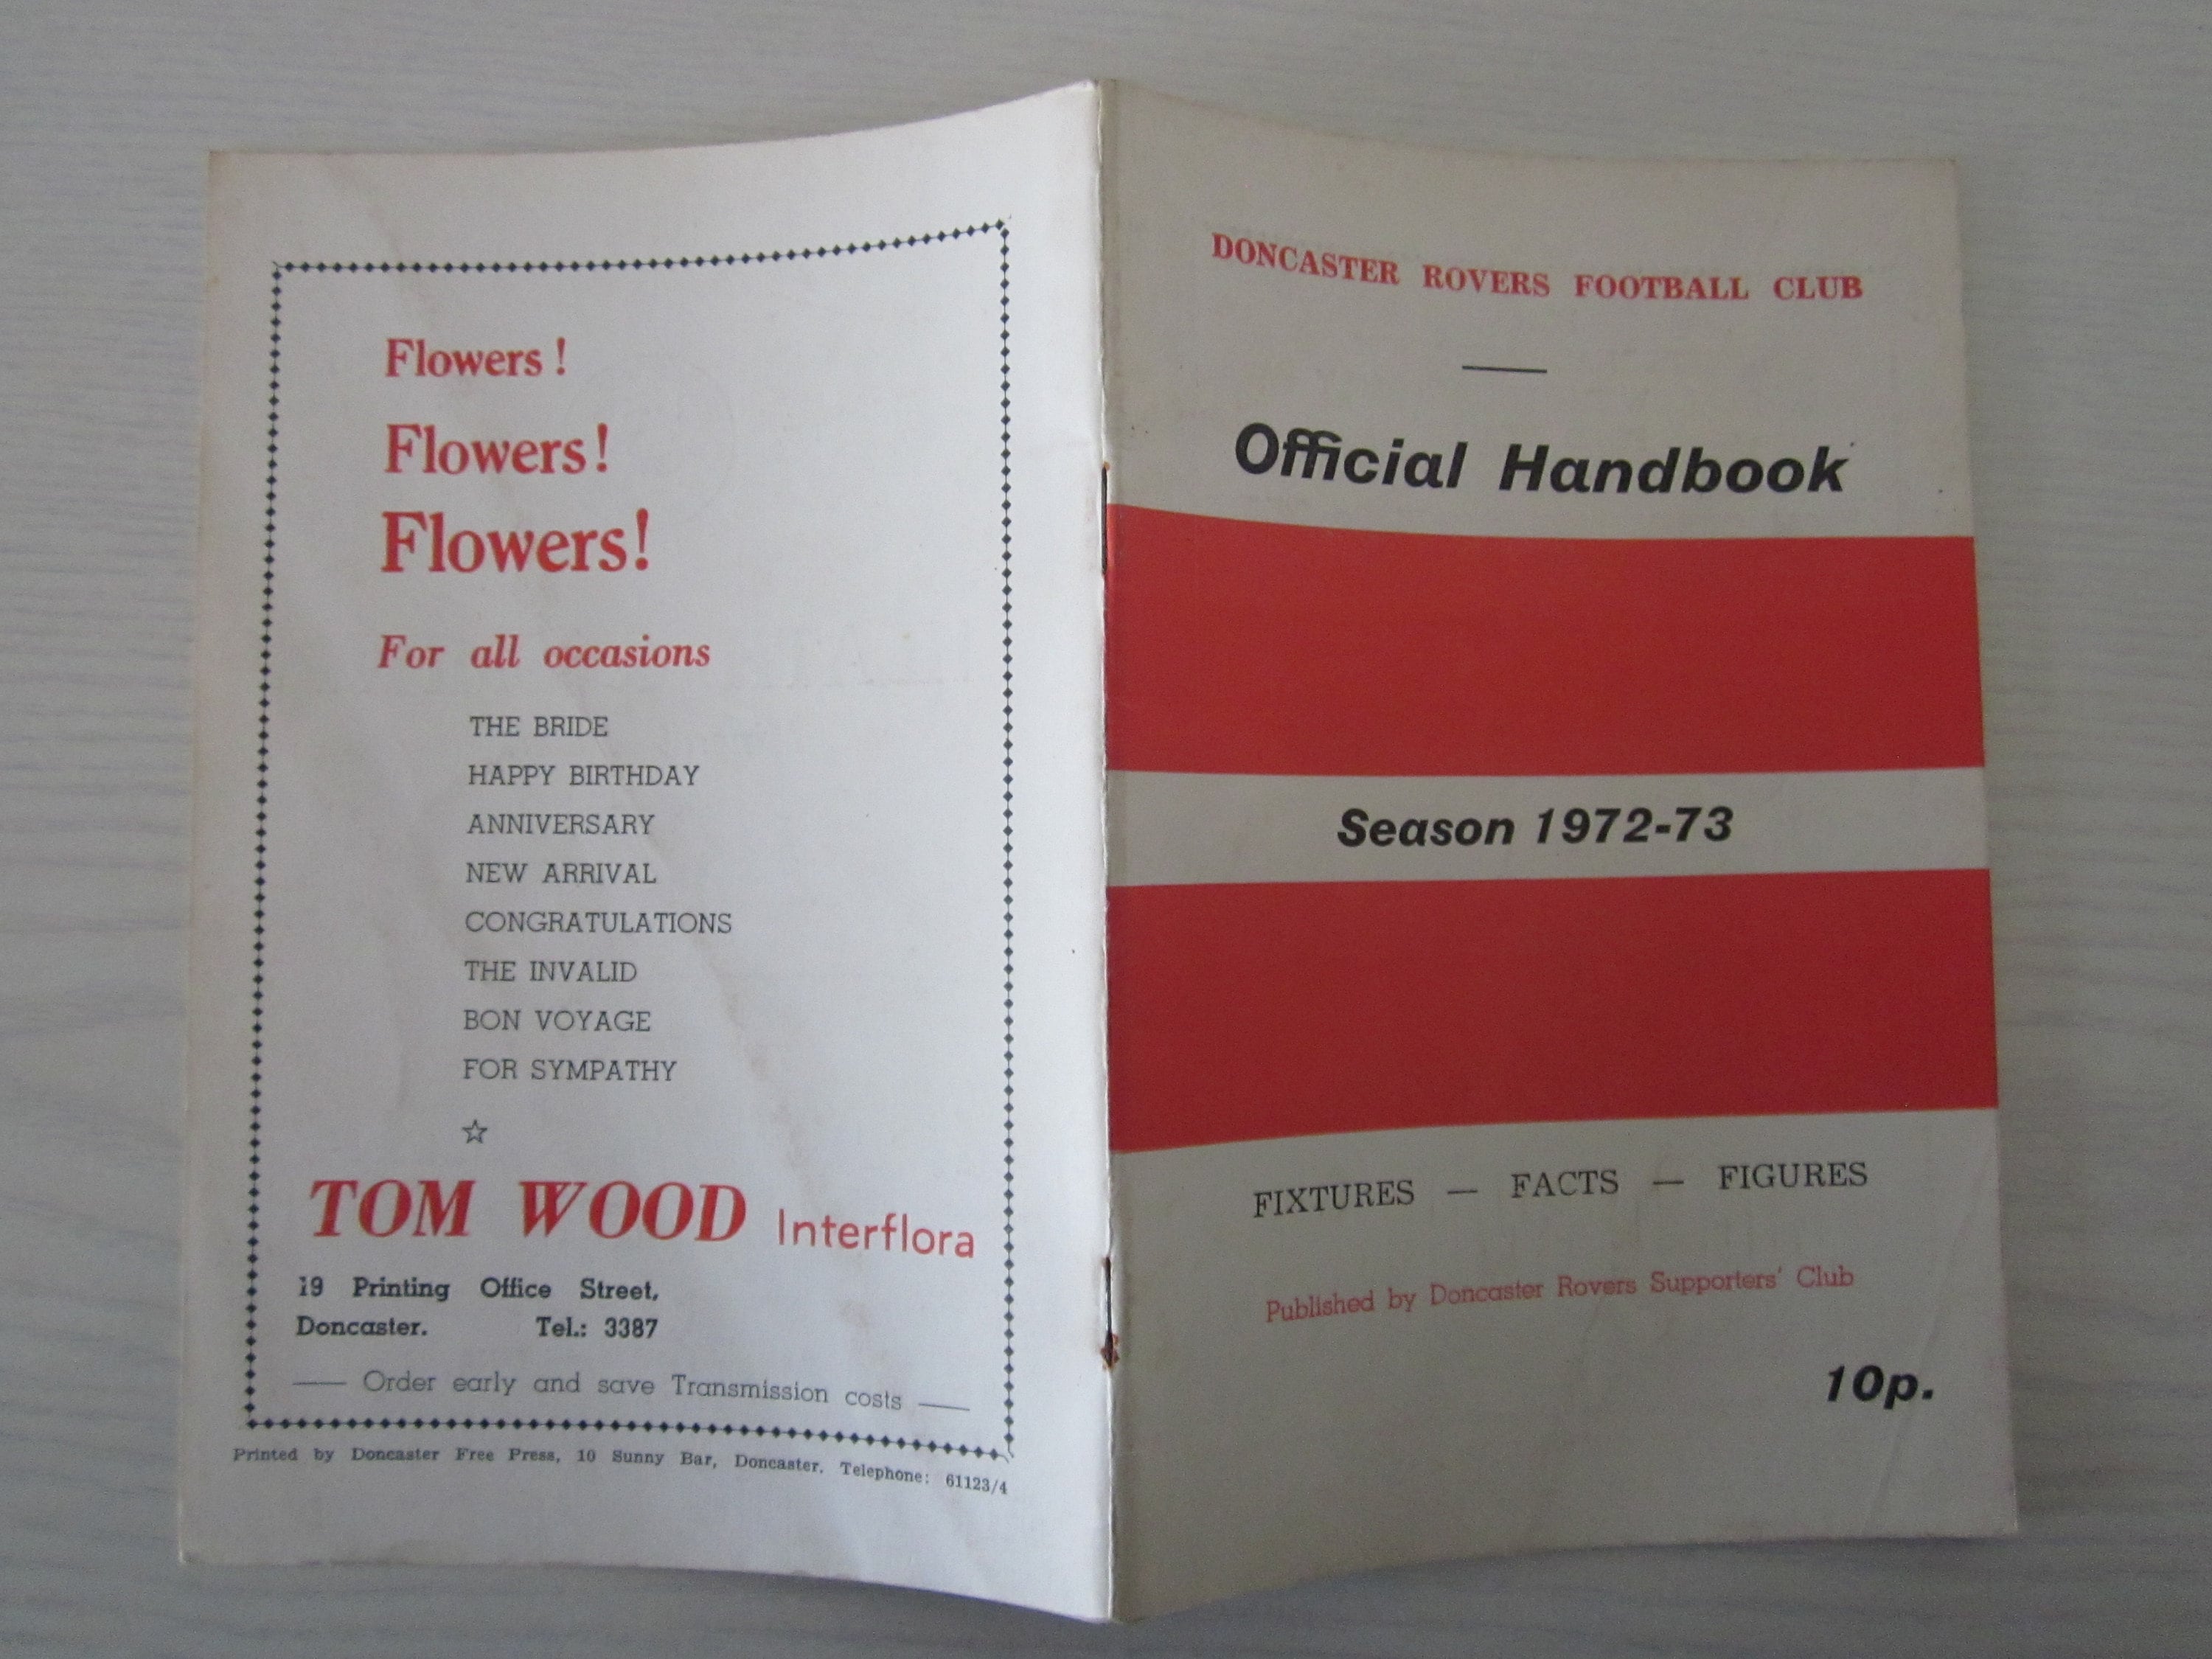 Flowers !
Flowers!
Flowers!
For all occasions
THE BRIDE
HAPPY BIRTHDAY
ANNIVERSARY
NEW ARRIVAL
CONGRATULATIONS
THE INVALID
BON VOYAGE
FOR SYMPATHY
TOM WOOD Interflora
19 Printing Office Street,
Doncaster. Tel.: 3387
— Order early and save Transmission costs —
Printed by Doncaster Free Press, 10 Sunny Bar, Doncaster. Telephone: 61123/4
DONCASTER ROVERS FOOTBALL CLUB
Official Handbook
Season 1972-73
FIXTURES — FACTS — FIGURES
Published by Doncaster Rovers Supporters' Club
10p.